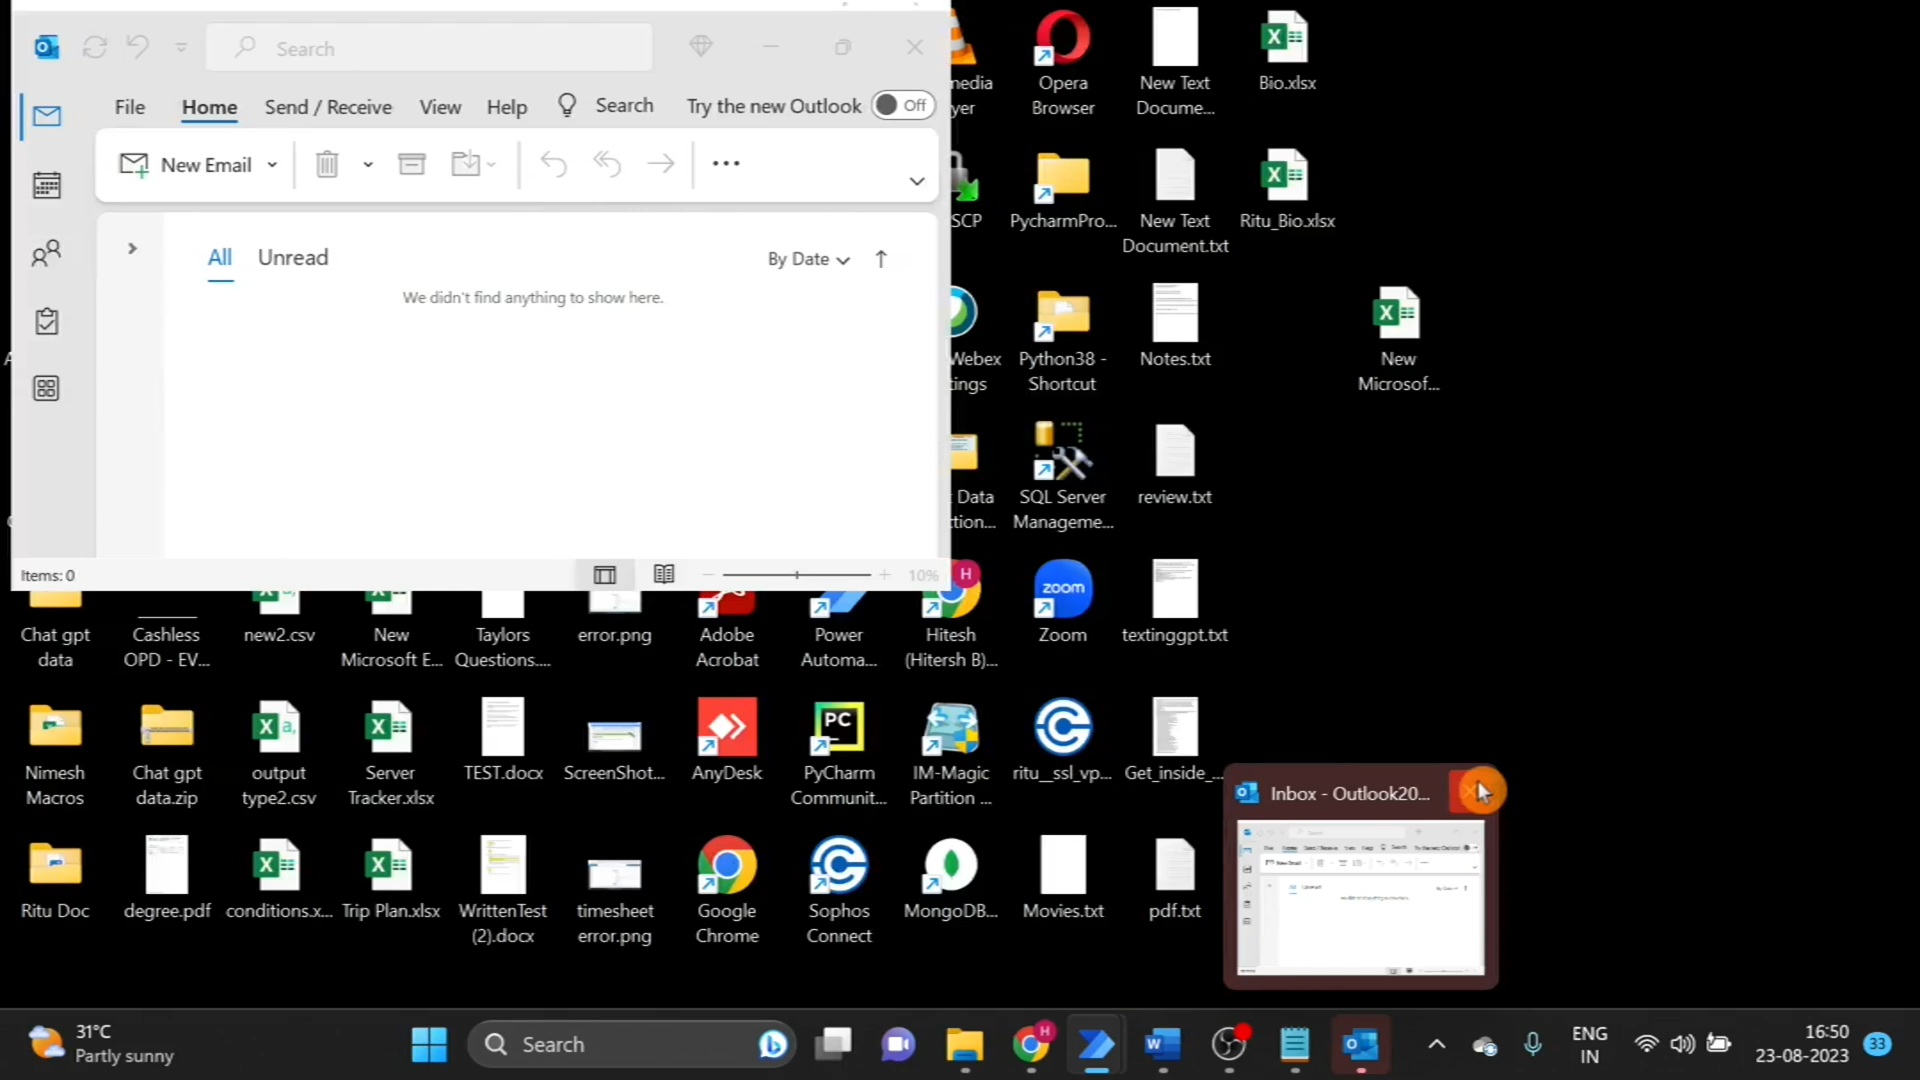 Search
File
Home
Send / Receive
View
Help
Search
Try the new Outlook
Off
New Email
All
Unread
By Date
We didn't find anything to show here.
Items: 0
10%
Opera
Browser
New Text
Docume...
Bio.xlsx
SCP
PycharmPro...
New Text
Document.txt
Ritu_Bio.xlsx
Webex
Python38 -
Shortcut
Notes.txt
New
Microsof...
Data
SQL Server
Manageme...
review.txt
Chat gpt
data
Cashless
OPD - EV...
new2.csv
New
Microsoft E...
Taylors
Questions....
error.png
Adobe
Acrobat
Power
Automa...
H
Hitesh
(Hitersh B)...
zoom
Zoom
textinggpt.txt
Nimesh
Macros
Chat gpt
data.zip
output
type2.csv
Server
Tracker.xlsx
TEST.docx
ScreenShot...
AnyDesk
PC
PyCharm
Communit...
IM-Magic
Partition ...
ritu__ssl_vp...
Get_inside_...
Inbox - Outlook20...
Ritu Doc
degree.pdf
conditions.x...
Trip Plan.xlsx
WrittenTest
(2).docx
timesheet
error.png
Google
Chrome
Sophos
Connect
MongoDB...
Movies.txt
pdf.txt
31°C
Partly sunny
Search
H
ENG
IN
16:50
23-08-2023
33